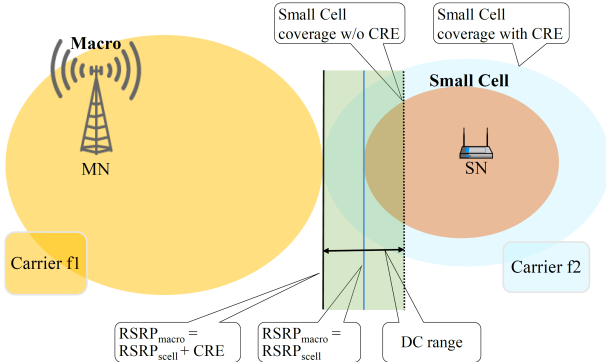 Small Cell
coverage w/o CRE
Small Cell
coverage with CRE
Macro
Small Cell
MN
SN
Carrier f1
Carrier f2
RSRPmacro =
RSRPscell + CRE
RSRPmacro =
RSRPscell
DC range